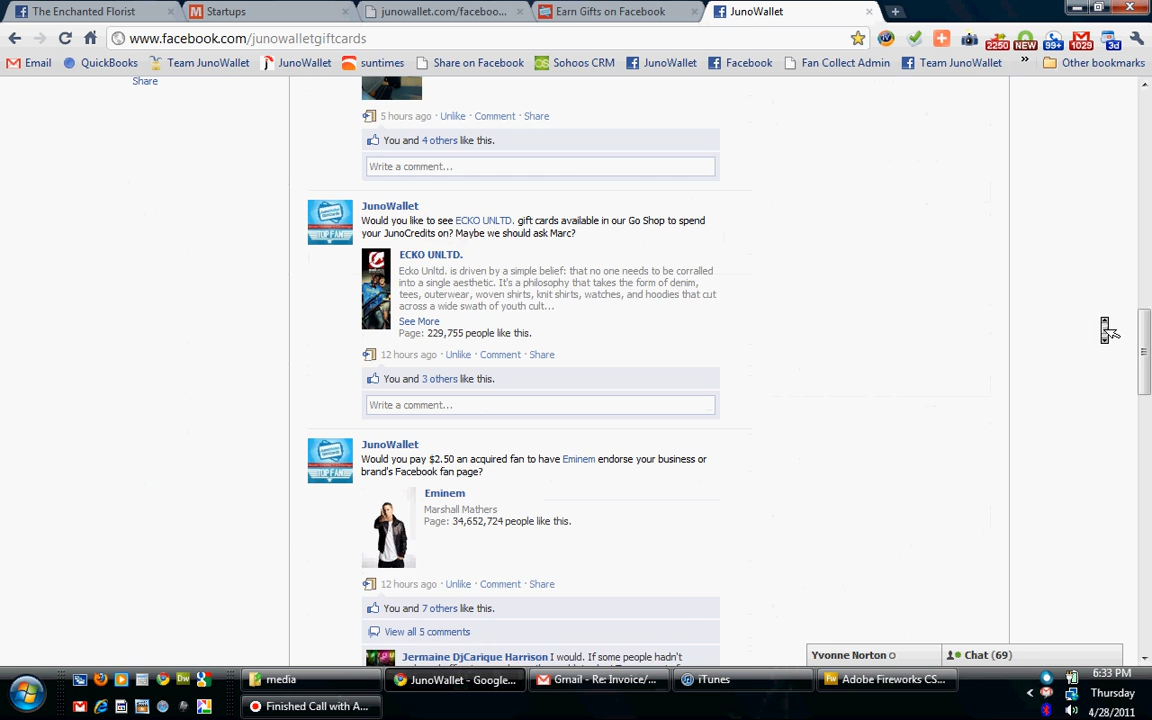 The Enchanted Florist
Startups
junowallet.com/faceboo...
Earn Gifts on Facebook
JunoWallet
www.facebook.com/junowalletgiftcards
2250
NEW
99+
1029
3d
Email
QuickBooks
Team JunoWallet
JunoWallet
suntimes
Share on Facebook
Sohoos CRM
JunoWallet
Facebook
Fan Collect Admin
Team JunoWallet
»
Other bookmarks
Share
5 hours ago · Unlike · Comment · Share
You and 4 others like this.
Write a comment...
JunoWallet
Would you like to see ECKO UNLTD. gift cards available in our Go Shop to spend
your JunoCredits on? Maybe we should ask Marc?
ECKO UNLTD.
Ecko Unltd. is driven by a simple belief: that no one needs to be corralled
into a single aesthetic. It's a philosophy that takes the form of denim,
tees, outerwear, woven shirts, knit shirts, watches, and hoodies that cut
across a wide swath of youth cult...
See More
Page: 229,755 people like this.
12 hours ago · Unlike · Comment · Share
You and 3 others like this.
Write a comment...
JunoWallet
Would you pay $2.50 an acquired fan to have Eminem endorse your business or
brand's Facebook fan page?
Eminem
Marshall Mathers
Page: 34,652,724 people like this.
12 hours ago · Unlike · Comment · Share
You and 7 others like this.
View all 5 comments
Jermaine DjCarique Harrison I would. If some people hadn't
Yvonne Norton
Chat (69)
media
JunoWallet - Google...
Gmail - Re: Invoice/...
iTunes
Adobe Fireworks CS...
Finished Call with A...
6:33 PM
Thursday
4/28/2011